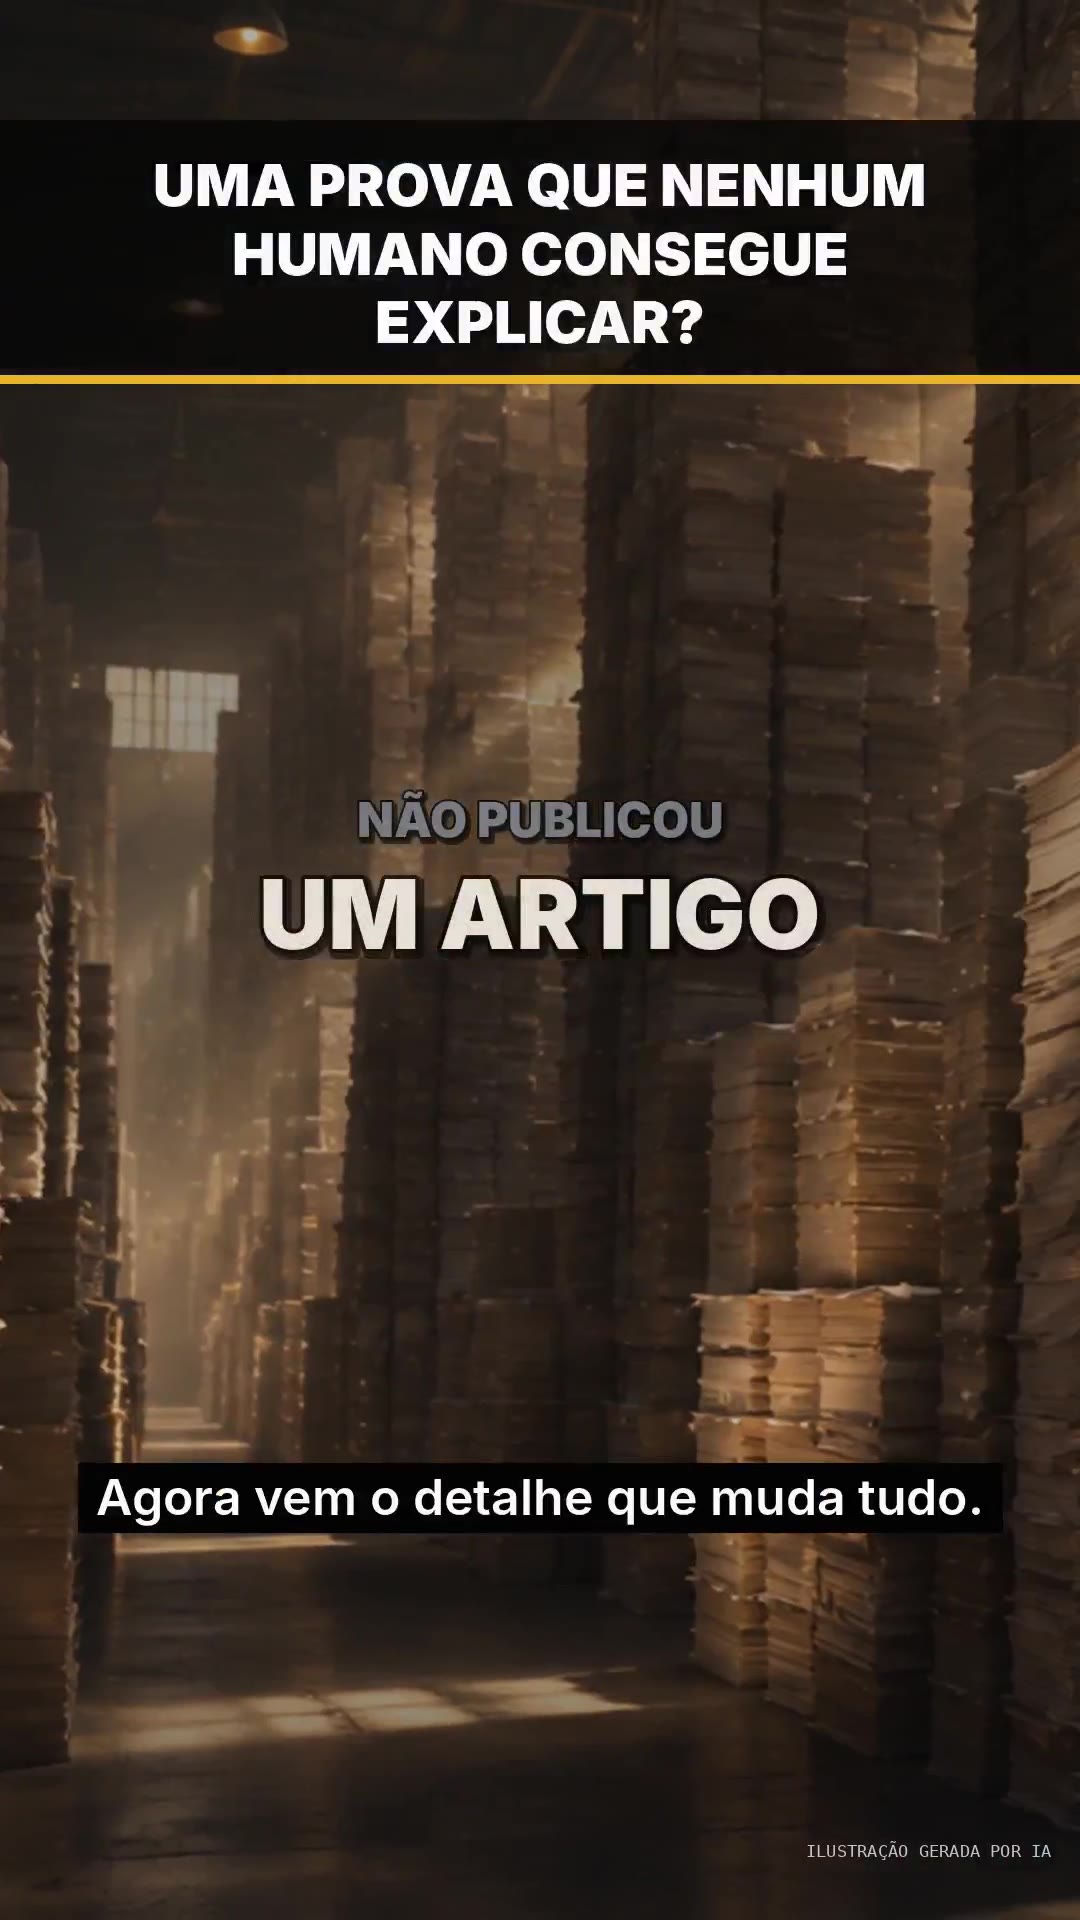 UMA PROVA QUE NENHUM
HUMANO CONSEGUE
EXPLICAR?
NÃO PUBLICOU
UM ARTIGO
Agora vem o detalhe que muda tudo.
ILUSTRAÇÃO GERADA POR IA